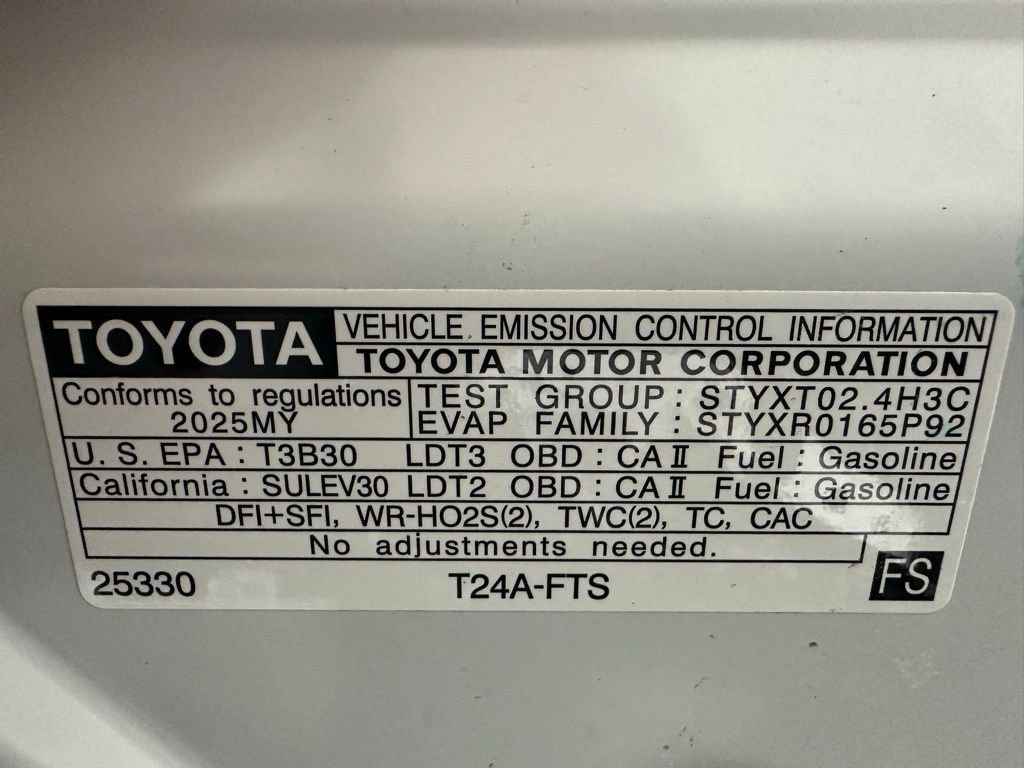 TOYOTA VEHICLE EMISSION CONTROL INFORMATION
TOYOTA MOTOR CORPORATION
Conforms to regulations
2025MY
TEST GROUP : STYXT02.4H3C
EVAP FAMILY : STYXR0165P92
U. S. EPA : T3B30 LDT3 OBD : CA II Fuel : Gasoline
California : SULEV30 LDT2 OBD : CA II Fuel : Gasoline
DFI+SFI, WR-HO2S(2), TWC(2), TC, CAC
No adjustments needed.
25330 T24A-FTS FS